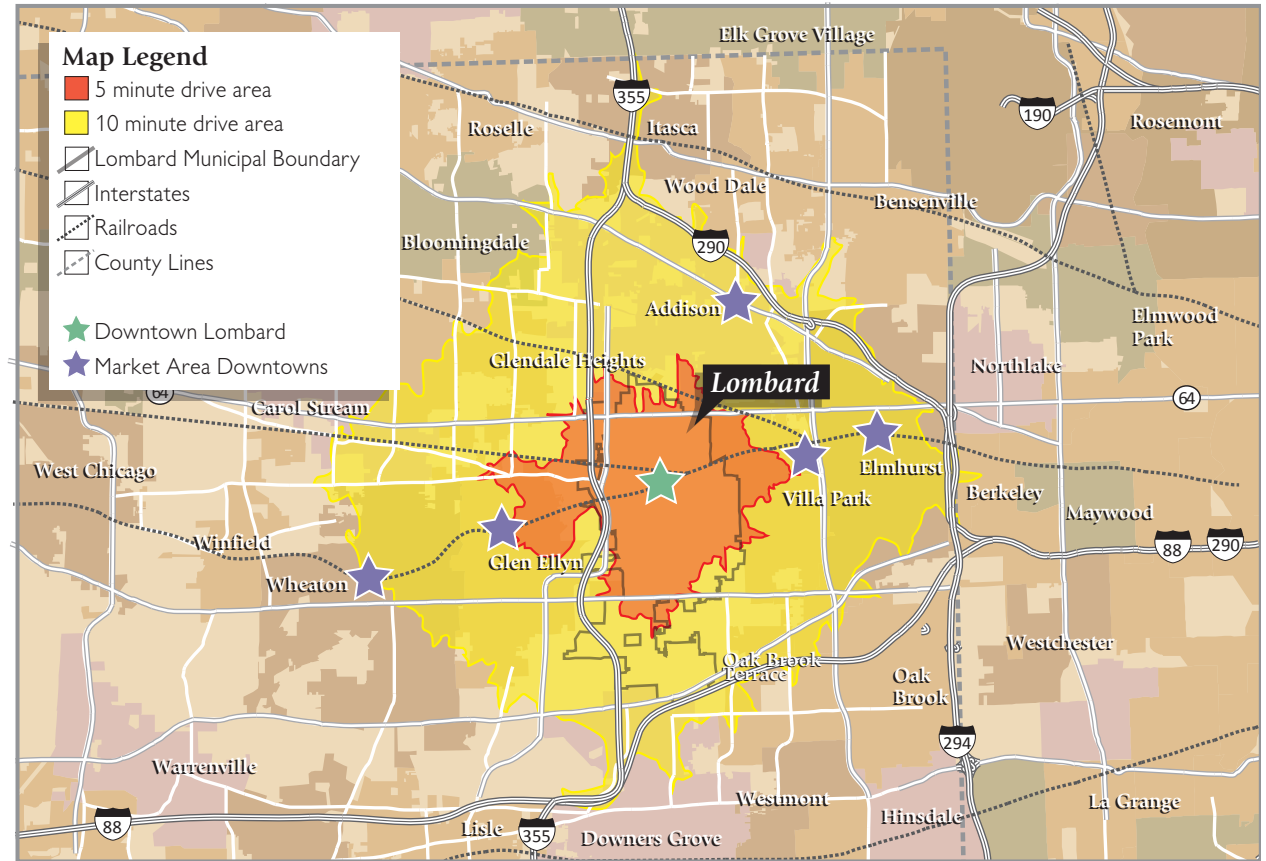 Map Legend
5 minute drive area
10 minute drive area
Lombard Municipal Boundary
Interstates
Railroads
County Lines
Downtown Lombard
Market Area Downtowns
Elk Grove Village
355
190
Roselle
Itasca
Rosemont
Wood Dale
Bensenville
Bloomingdale
290
Addison
Elmwood
Park
Glendale Heights
Northlake
Lombard
64
64
Carol Stream
West Chicago
Elmhurst
Villa Park
Berkeley
Maywood
Winfield
88
290
Glen Ellyn
Wheaton
Westchester
Oak Brook
Terrace
Oak
Brook
294
Warrenville
Westmont
La Grange
Hinsdale
88
Lisle
355
Downers Grove